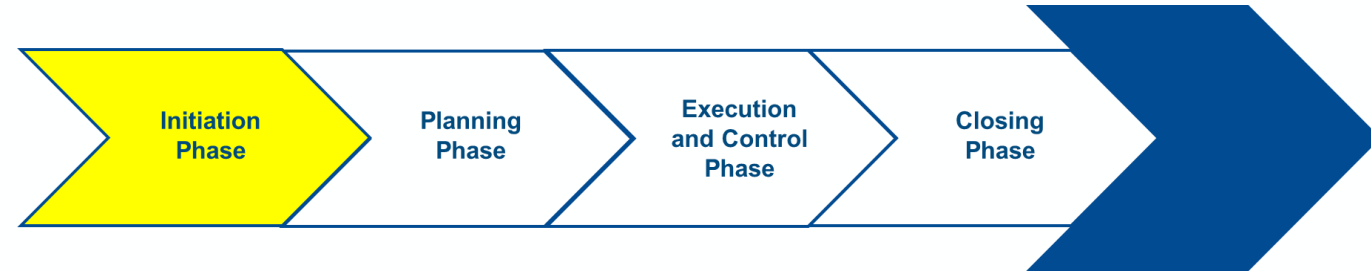 Initiation
Phase
Planning
Phase
Execution
and Control
Phase
Closing
Phase